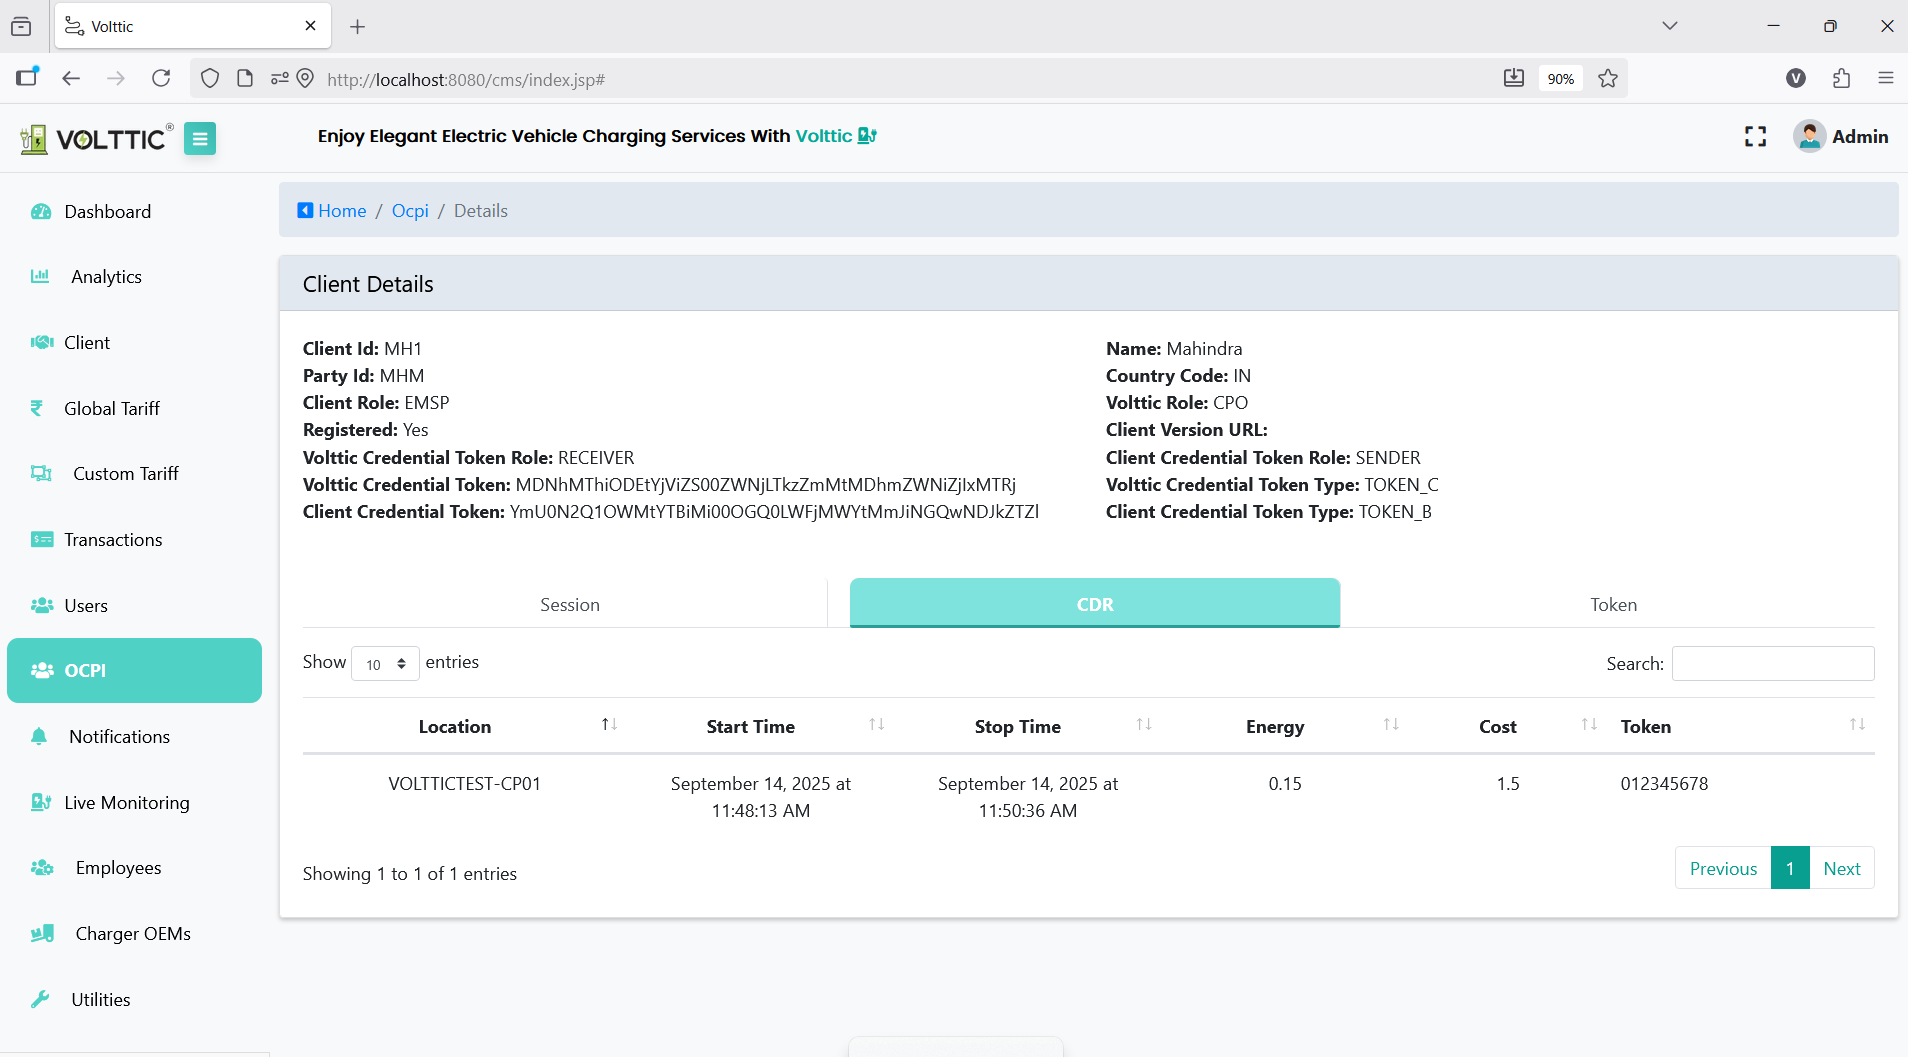 Volttic
http://localhost:8080/cms/index.jsp#
90%
V
VOLTTIC®
Enjoy Elegant Electric Vehicle Charging Services With Volttic
Admin
Dashboard
Analytics
Client
Global Tariff
Custom Tariff
Transactions
Users
OCPI
Notifications
Live Monitoring
Employees
Charger OEMs
Utilities
Home / Ocpi / Details
Client Details
Client Id: MH1
Party Id: MHM
Client Role: EMSP
Registered: Yes
Volttic Credential Token Role: RECEIVER
Volttic Credential Token: MDNhMThiODEtYjViZS00ZWNjLTkzZmMtMDhmZWNiZjIxMTRj
Client Credential Token: YmU0N2Q1OWMtYTBiMi00OGQ0LWFjMWYtMmJiNGQwNDJkZTZl
Name: Mahindra
Country Code: IN
Volttic Role: CPO
Client Version URL:
Client Credential Token Role: SENDER
Volttic Credential Token Type: TOKEN_C
Client Credential Token Type: TOKEN_B
Session CDR Token
Show 10 entries
Search:
Location Start Time Stop Time Energy Cost Token
VOLTTICTEST-CP01 September 14, 2025 at 11:48:13 AM September 14, 2025 at 11:50:36 AM 0.15 1.5 012345678
Showing 1 to 1 of 1 entries
Previous 1 Next